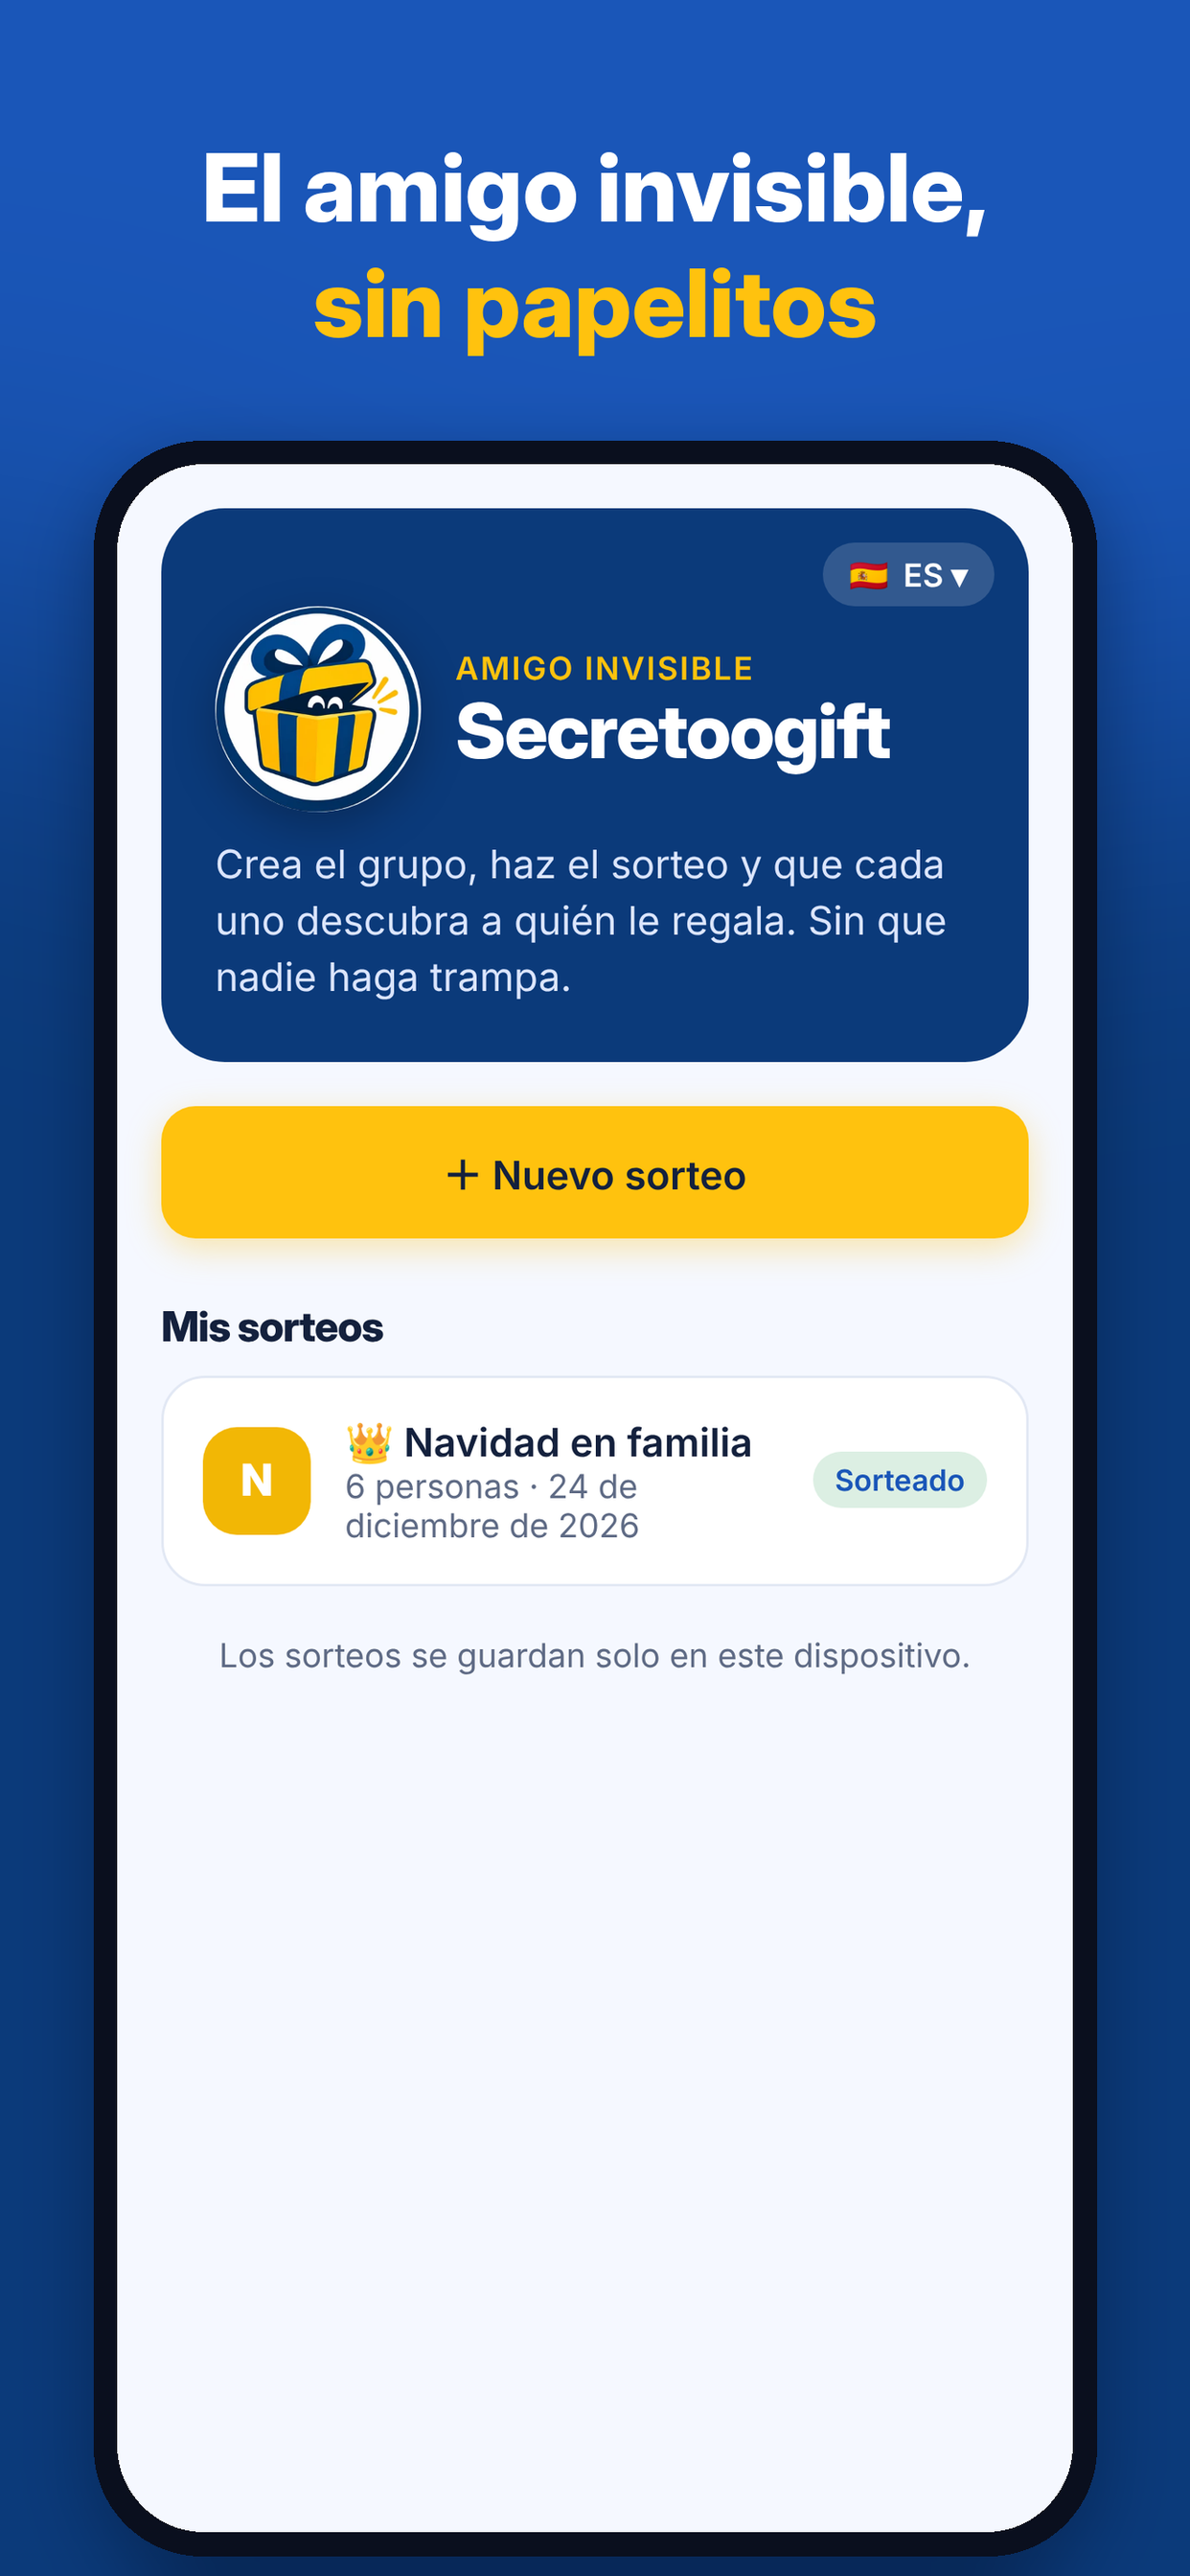 El amigo invisible,
sin papelitos
🇪🇸 ES ▾
AMIGO INVISIBLE
Secretoogift
Crea el grupo, haz el sorteo y que cada
uno descubra a quién le regala. Sin que
nadie haga trampa.
+ Nuevo sorteo
Mis sorteos
N
👑 Navidad en familia
6 personas · 24 de
diciembre de 2026
Sorteado
Los sorteos se guardan solo en este dispositivo.